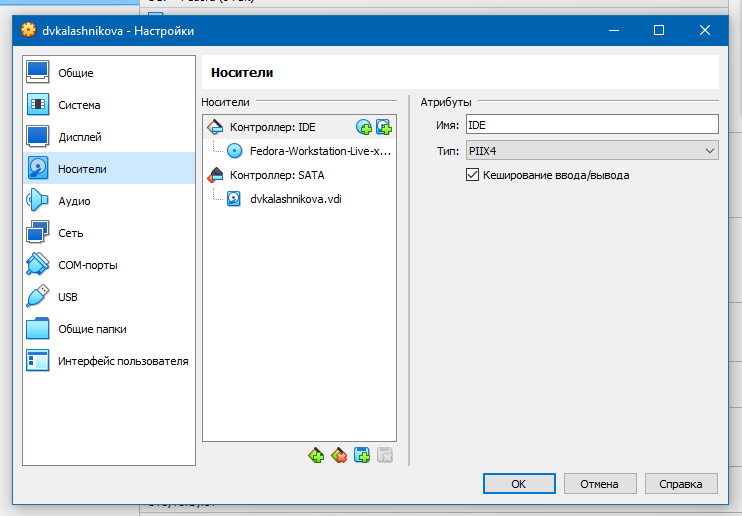 dvkalashnikova - Настройки
Общие
Система
Дисплей
Носители
Аудио
Сеть
COM-порты
USB
Общие папки
Интерфейс пользователя
Носители
Носители
Контроллер: IDE
Fedora-Workstation-Live-x...
Контроллер: SATA
dvkalashnikova.vdi
Атрибуты
Имя: IDE
Тип: PIIX4
Кеширование ввода/вывода
OK
Отмена
Справка